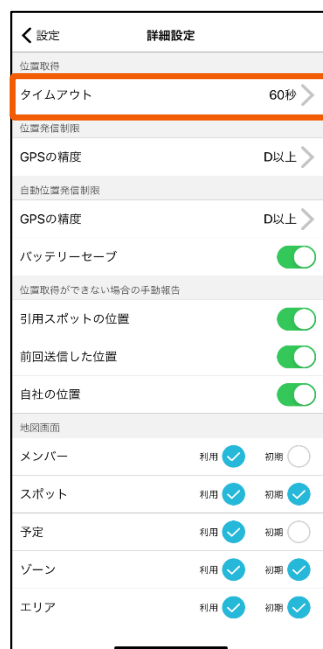 設定 詳細設定
位置取得
タイムアウト 60秒
位置発信制限
GPSの精度 D以上
自動位置発信制限
GPSの精度 D以上
バッテリーセーブ
位置取得ができない場合の手動報告
引用スポットの位置
前回送信した位置
自社の位置
地図画面
メンバー 利用 初期
スポット 利用 初期
予定 利用 初期
ゾーン 利用 初期
エリア 利用 初期